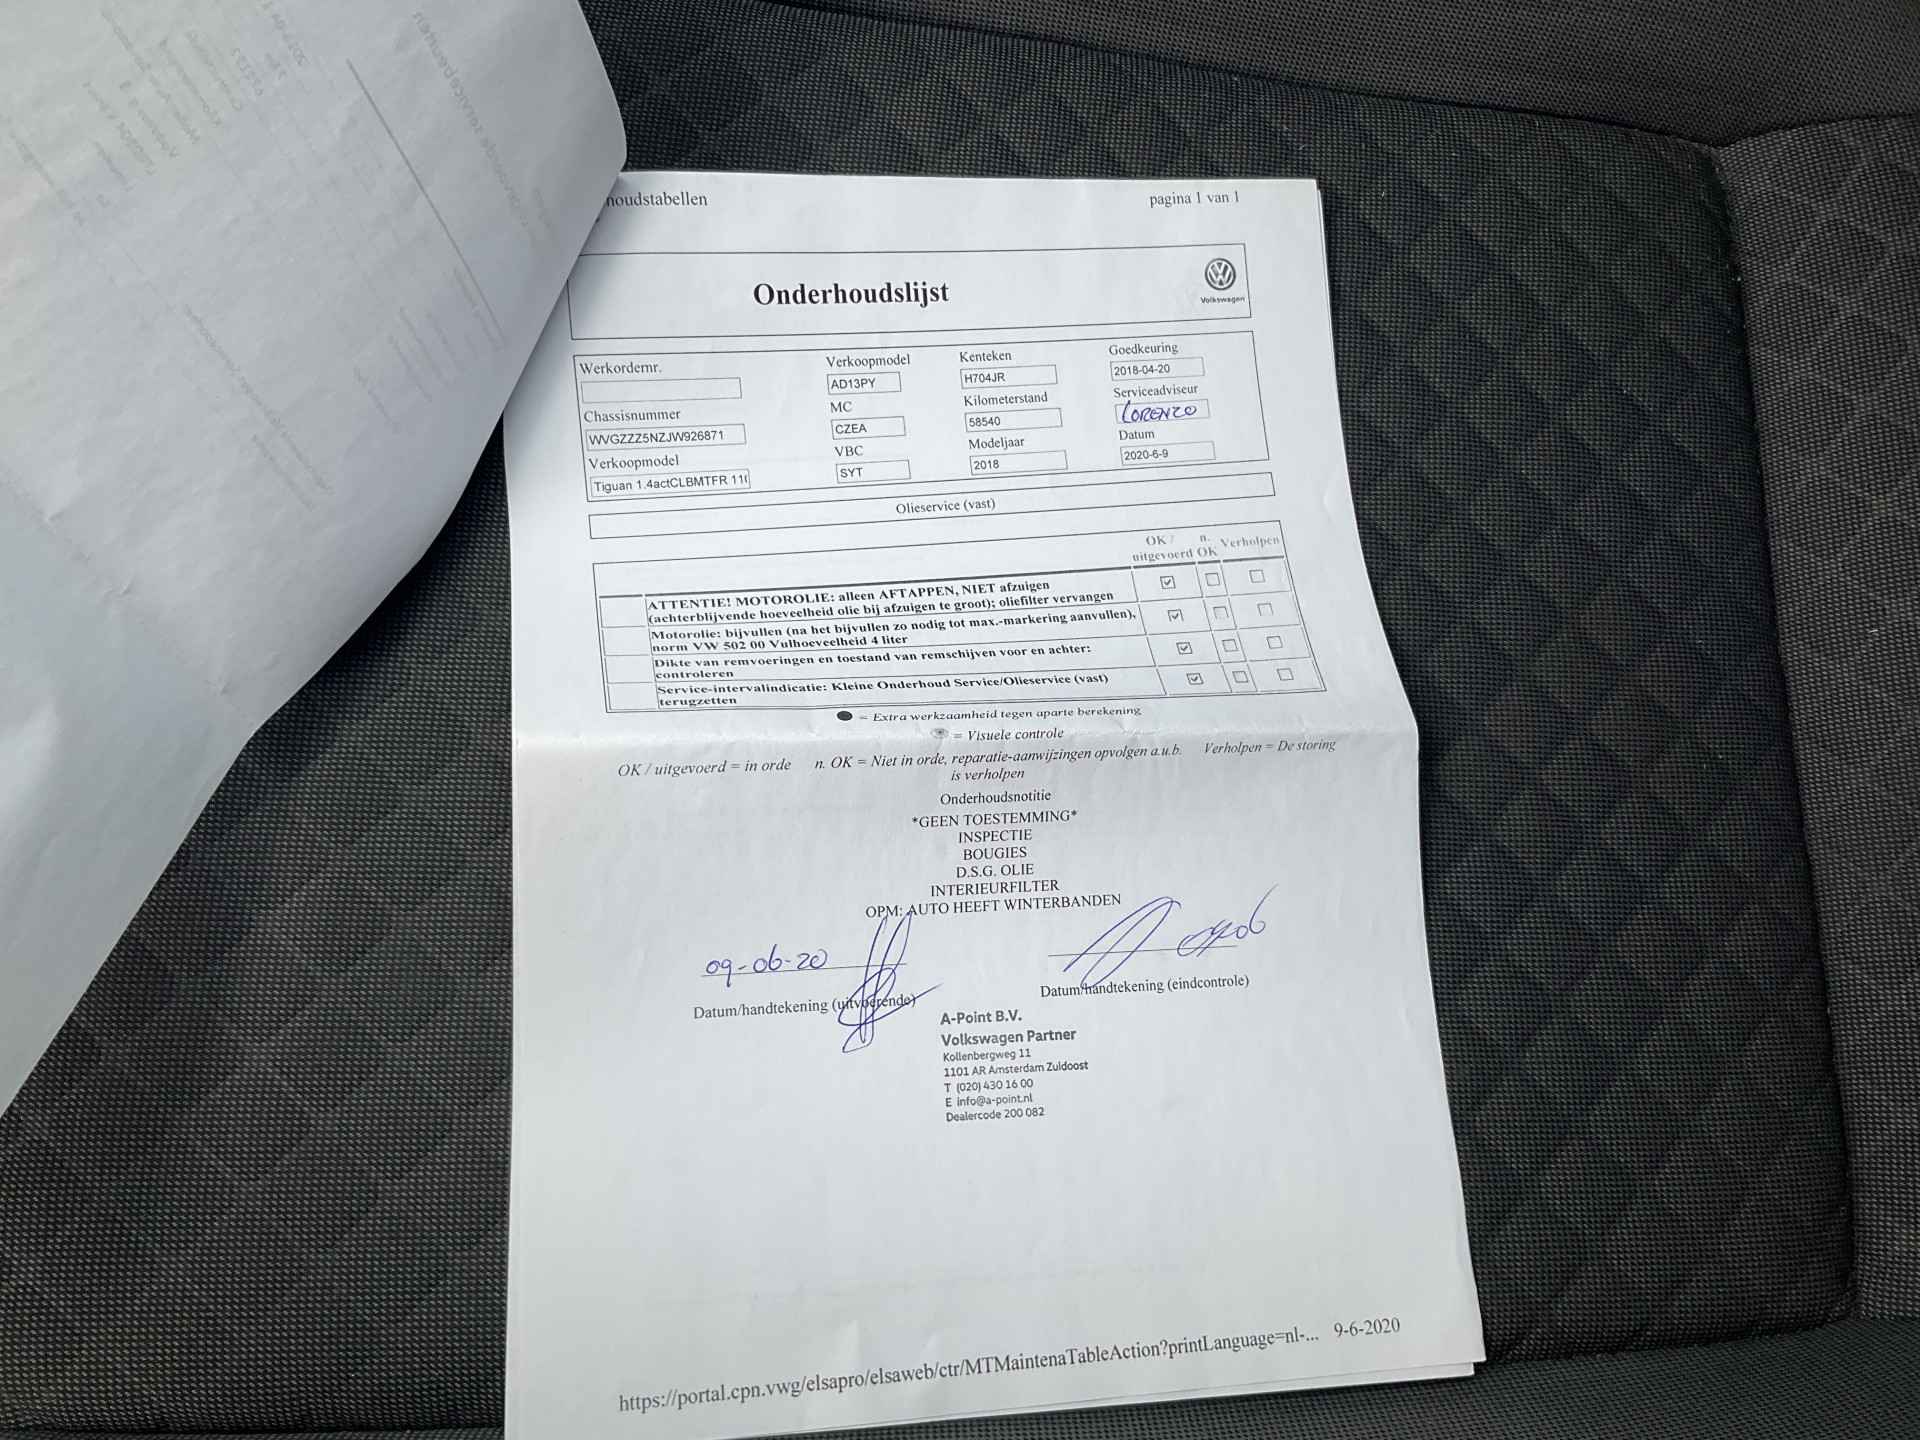 houdstabellen
pagina 1 van 1
Onderhoudslijst
Volkswagen
Werkordernr.
Verkoopmodel
AD13PY
Kenteken
H704JR
Goedkeuring
2018-04-20
Chassisnummer
WVGZZZ5NZJW926871
MC
CZEA
Kilometerstand
58540
Serviceadviseur
LORENZO
Verkoopmodel
Tiguan 1.4actCLBMTFR 110
VBC
SYT
Modeljaar
2018
Datum
2020-6-9
Olieservice (vast)
OK / uitgevoerd
n. OK
Verholpen
ATTENTIE! MOTOROLIE: alleen AFTAPPEN, NIET afzuigen
(achterblijvende hoeveelheid olie bij afzuigen te groot); oliefilter vervangen
Motorolie: bijvullen (na het bijvullen zo nodig tot max.-markering aanvullen),
norm VW 502 00 Vulhoeveelheid 4 liter
Dikte van remvoeringen en toestand van remschijven voor en achter:
controleren
Service-intervalindicatie: Kleine Onderhoud Service/Olieservice (vast)
terugzetten
= Extra werkzaamheid tegen aparte berekening
= Visuele controle
OK / uitgevoerd = in orde n. OK = Niet in orde, reparatie-aanwijzingen opvolgen a.u.b. Verholpen = De storing
is verholpen
Onderhoudsnotitie
*GEEN TOESTEMMING*
INSPECTIE
BOUGIES
D.S.G. OLIE
INTERIEURFILTER
OPM: AUTO HEEFT WINTERBANDEN
09-06-20
Datum/handtekening (uitvoerende)
Datum/handtekening (eindcontrole)
A-Point B.V.
Volkswagen Partner
Kollenbergweg 11
1101 AR Amsterdam Zuidoost
T (020) 430 16 00
E info@a-point.nl
Dealercode 200 082
https://portal.cpn.vwg/elsapro/elsaweb/ctr/MTMaintenaTableAction?printLanguage=nl-... 9-6-2020